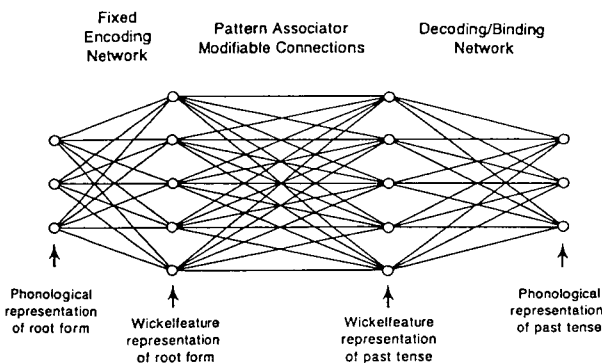 Fixed
Encoding
Network
Pattern Associator
Modifiable Connections
Decoding/Binding
Network
Phonological
representation
of root form
Wickelfeature
representation
of root form
Wickelfeature
representation
of past tense
Phonological
representation
of past tense